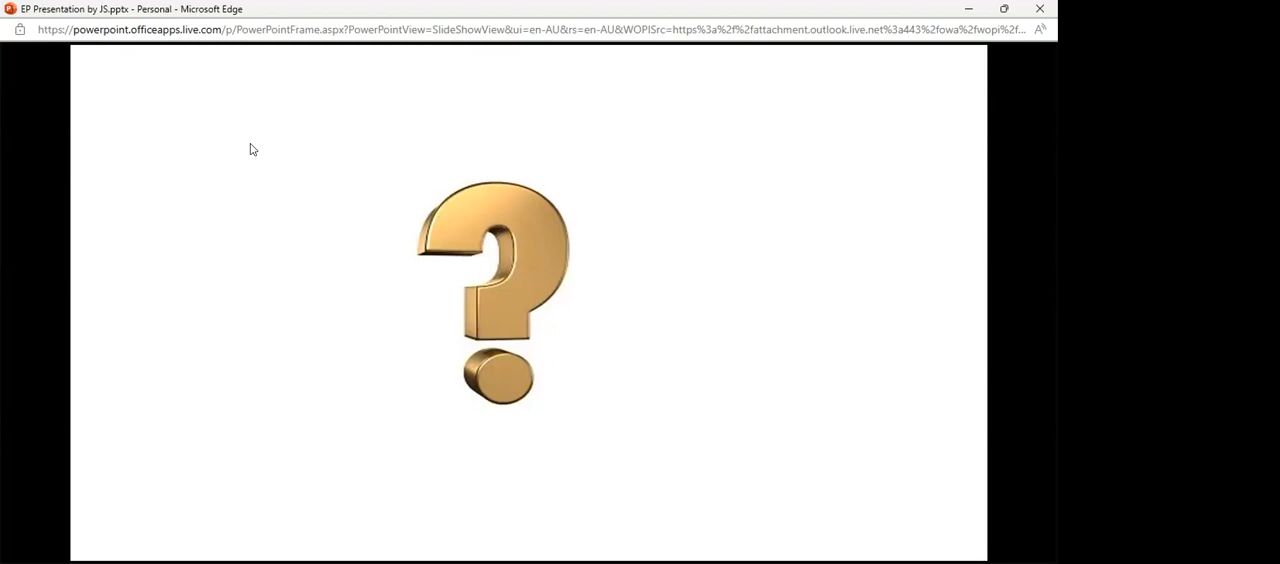 EP Presentation by JS.pptx - Personal - Microsoft Edge
https://powerpoint.officeapps.live.com/p/PowerPointFrame.aspx?PowerPointView=SlideShowView&ui=en-AU&rs=en-AU&WOPISrc=https%3a%2f%2fattachment.outlook.live.net%3a443%2fowa%2fwopi%2f...
?